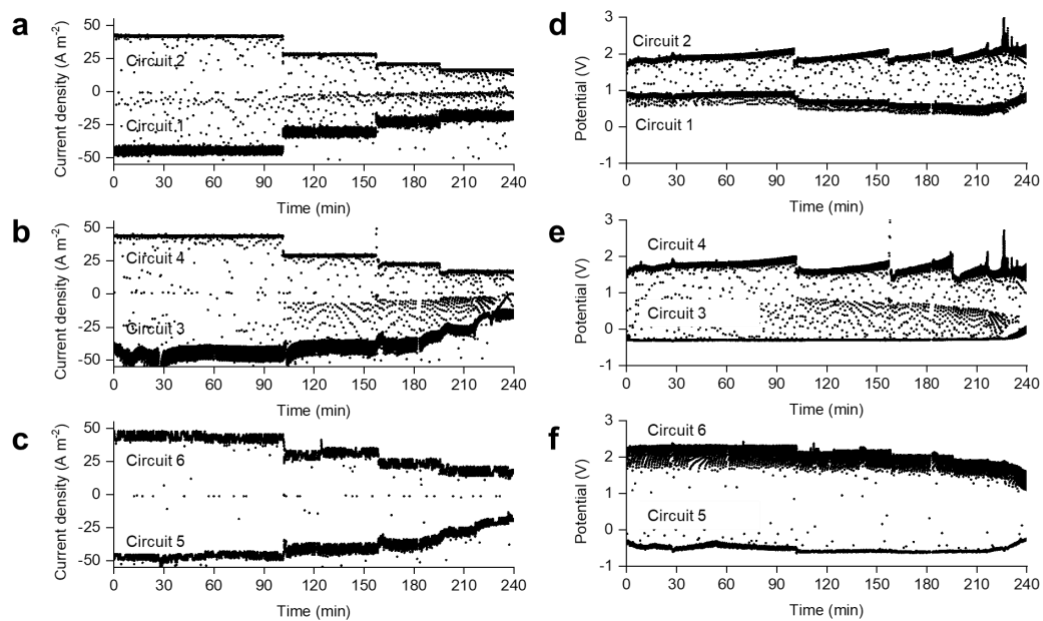 a
Current density (A m⁻²)
50
25
0
-25
-50
Circuit 2
Circuit 1
0 30 60 90 120 150 180 210 240
Time (min)
b
Current density (A m⁻²)
50
25
0
-25
-50
Circuit 4
Circuit 3
0 30 60 90 120 150 180 210 240
Time (min)
c
Current density (A m⁻²)
50
25
0
-25
-50
Circuit 6
Circuit 5
0 30 60 90 120 150 180 210 240
Time (min)
d
Potential (V)
3
2
1
0
-1
Circuit 2
Circuit 1
0 30 60 90 120 150 180 210 240
Time (min)
e
Potential (V)
3
2
1
0
-1
Circuit 4
Circuit 3
0 30 60 90 120 150 180 210 240
Time (min)
f
Potential (V)
3
2
1
0
-1
Circuit 6
Circuit 5
0 30 60 90 120 150 180 210 240
Time (min)